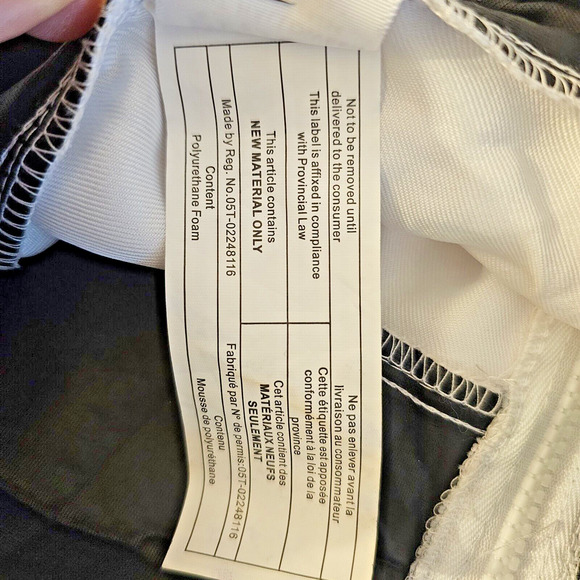 Not to be removed until
delivered to the consumer
This label is affixed in compliance
with Provincial Law
This article contains
NEW MATERIAL ONLY
Made by Reg. No.05T-02248116
Content
Polyurethane Foam
Ne pas enlever avant la
livraison au consommateur
Cette étiquette est apposée
conformément à la loi de la
province
Cet article contient des
MATÉRIAUX NEUFS
SEULEMENT
Fabriqué par N° de permis:05T-02248116
Contenu
Mousse de polyuréthane